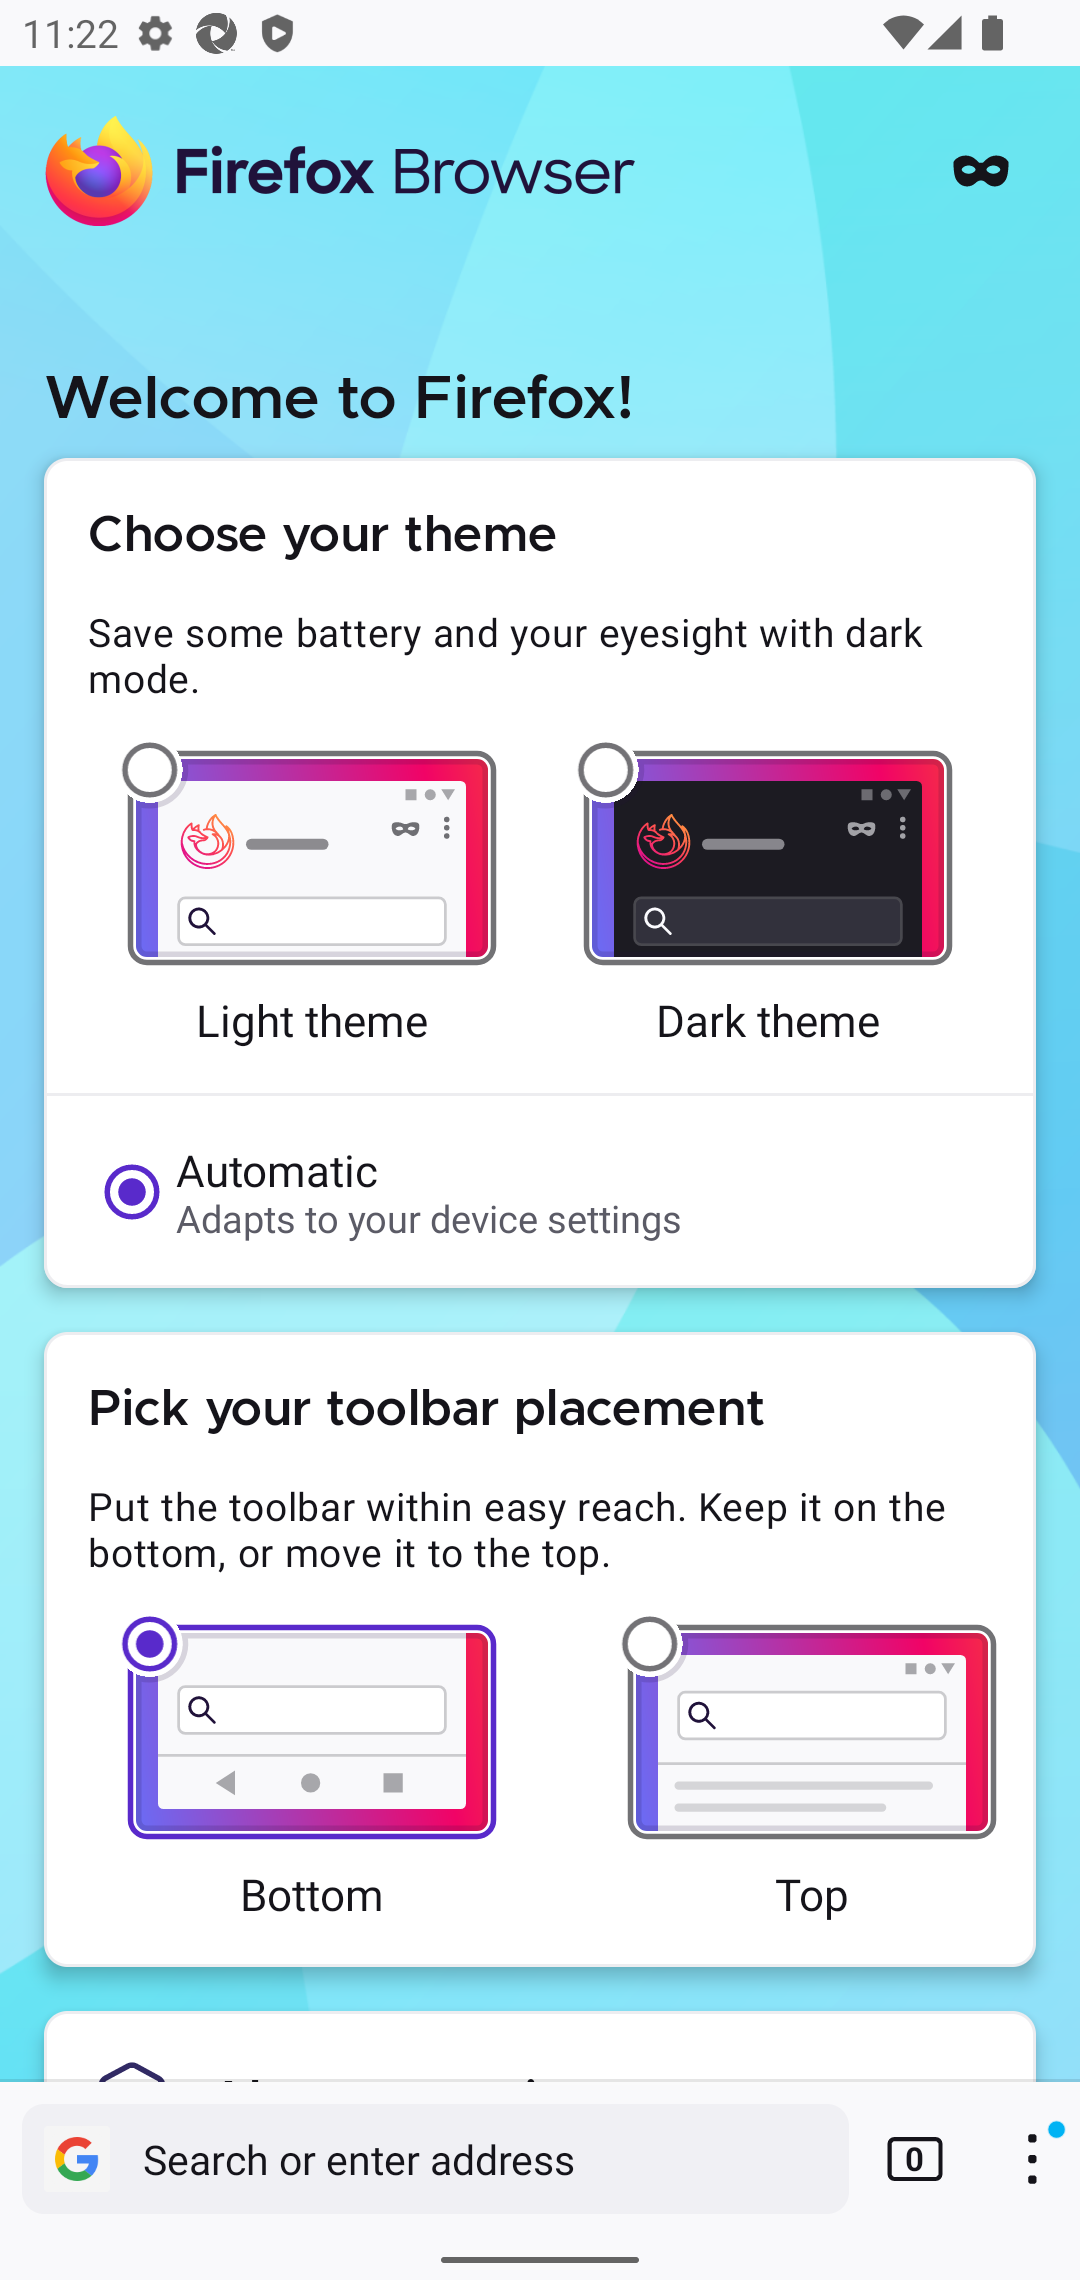 11:22
Firefox Browser
Welcome to Firefox!
Choose your theme
Save some battery and your eyesight with dark
mode.
Light theme
Dark theme
Automatic
Adapts to your device settings
Pick your toolbar placement
Put the toolbar within easy reach. Keep it on the
bottom, or move it to the top.
Bottom
Top
Search or enter address
0